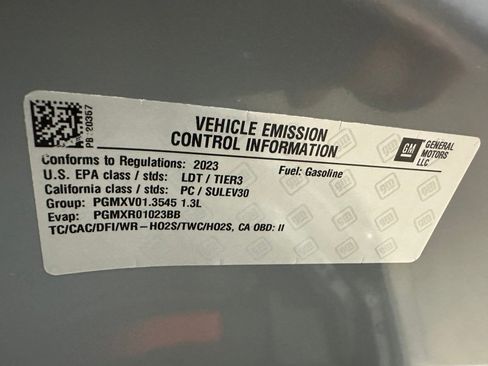 PB 20357
VEHICLE EMISSION
CONTROL INFORMATION
GM
GENERAL
MOTORS
LLC
Conforms to Regulations: 2023
Fuel: Gasoline
U.S. EPA class / stds: LDT / TIER3
California class / stds: PC / SULEV30
Group: PGMXV01.3545 1.3L
Evap: PGMXR01023BB
TC/CAC/DFI/WR-HO2S/TWC/HO2S, CA OBD: II